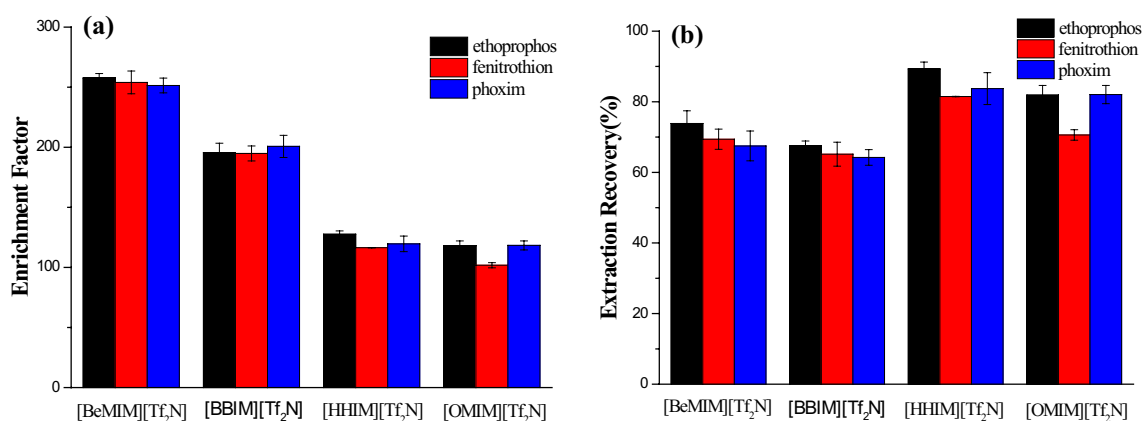 (a)
ethoprophos
fenitrothion
phoxim
Enrichment Factor
300
200
100
0
[BeMIM][Tf₂N]
[BBIM][Tf₂N]
[HHIM][Tf₂N]
[OMIM][Tf₂N]
(b)
ethoprophos
fenitrothion
phoxim
Extraction Recovery(%)
100
80
60
40
20
0
[BeMIM][Tf₂N]
[BBIM][Tf₂N]
[HHIM][Tf₂N]
[OMIM][Tf₂N]